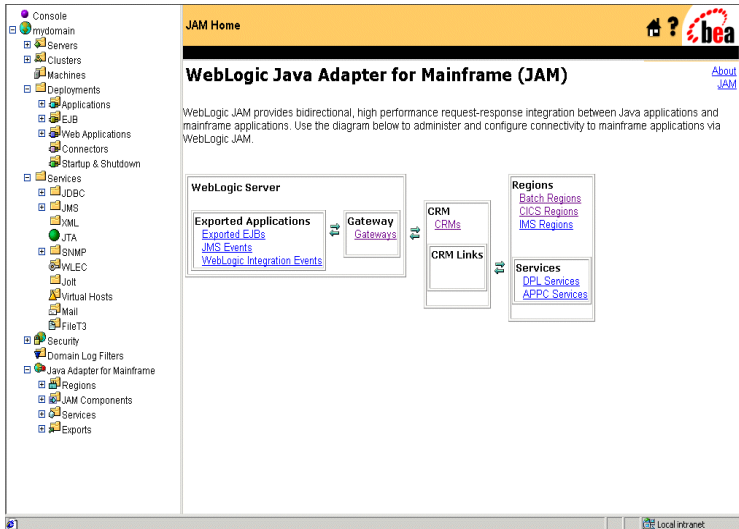 Console
mydomain
Servers
Clusters
Machines
Deployments
Applications
EJB
Web Applications
Connectors
Startup & Shutdown
Services
JDBC
JMS
XML
JTA
SNMP
WLEC
Jolt
Virtual Hosts
Mail
FileT3
Security
Domain Log Filters
Java Adapter for Mainframe
Regions
JAM Components
Services
Exports
JAM Home
?
bea
WebLogic Java Adapter for Mainframe (JAM)
About
JAM
WebLogic JAM provides bidirectional, high performance request-response integration between Java applications and
mainframe applications. Use the diagram below to administer and configure connectivity to mainframe applications via
WebLogic JAM.
WebLogic Server
Exported Applications
Exported EJBs
JMS Events
WebLogic Integration Events
Gateway
Gateways
CRM
CRMs
CRM Links
Regions
Batch Regions
CICS Regions
IMS Regions
Services
DPL Services
APPC Services
Local intranet